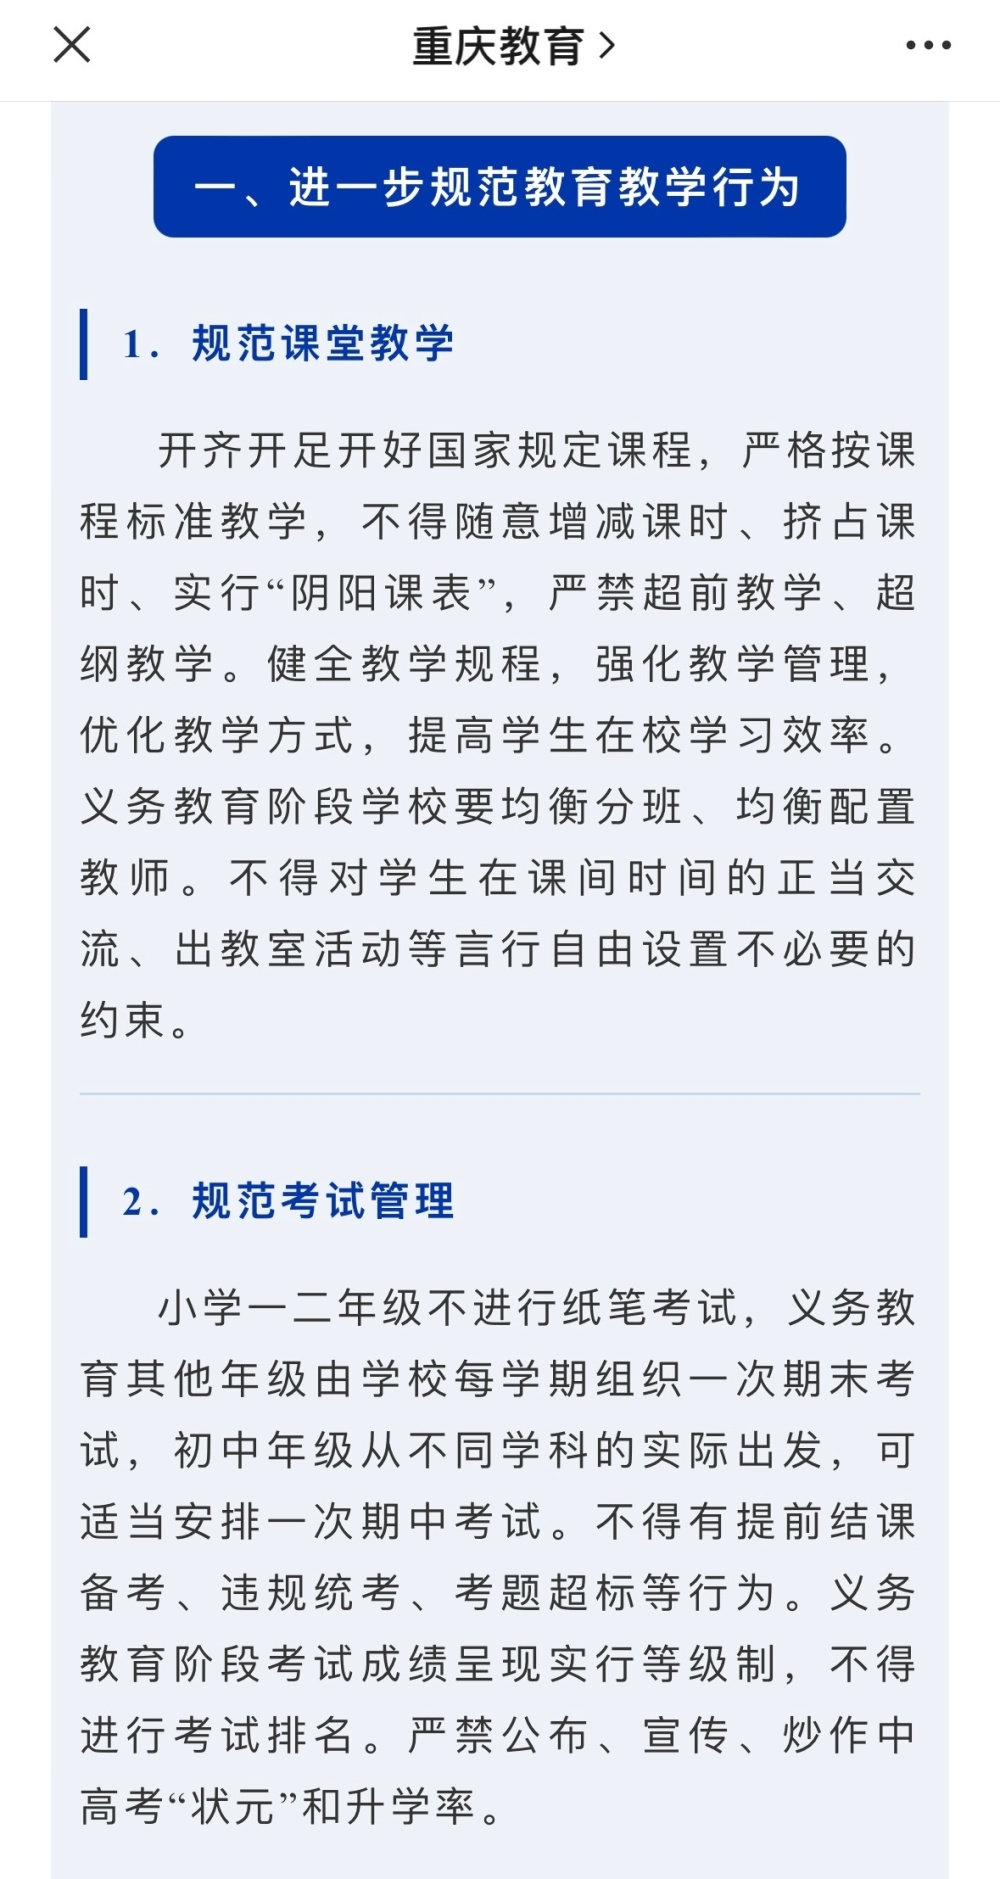 重庆教育
一、进一步规范教育教学行为
1. 规范课堂教学
开齐开足开好国家规定课程，严格按课
程标准教学，不得随意增减课时、挤占课
时、实行“阴阳课表”，严禁超前教学、超
纲教学。健全教学规程，强化教学管理，
优化教学方式，提高学生在校学习效率。
义务教育阶段学校要均衡分班、均衡配置
教师。不得对学生在课间时间的正当交
流、出教室活动等言行自由设置不必要的
约束。
2. 规范考试管理
小学一二年级不进行纸笔考试，义务教
育其他年级由学校每学期组织一次期末考
试，初中年级从不同学科的实际出发，可
适当安排一次期中考试。不得有提前结课
备考、违规统考、考题超标等行为。义务
教育阶段考试成绩呈现实行等级制，不得
进行考试排名。严禁公布、宣传、炒作中
高考“状元”和升学率。